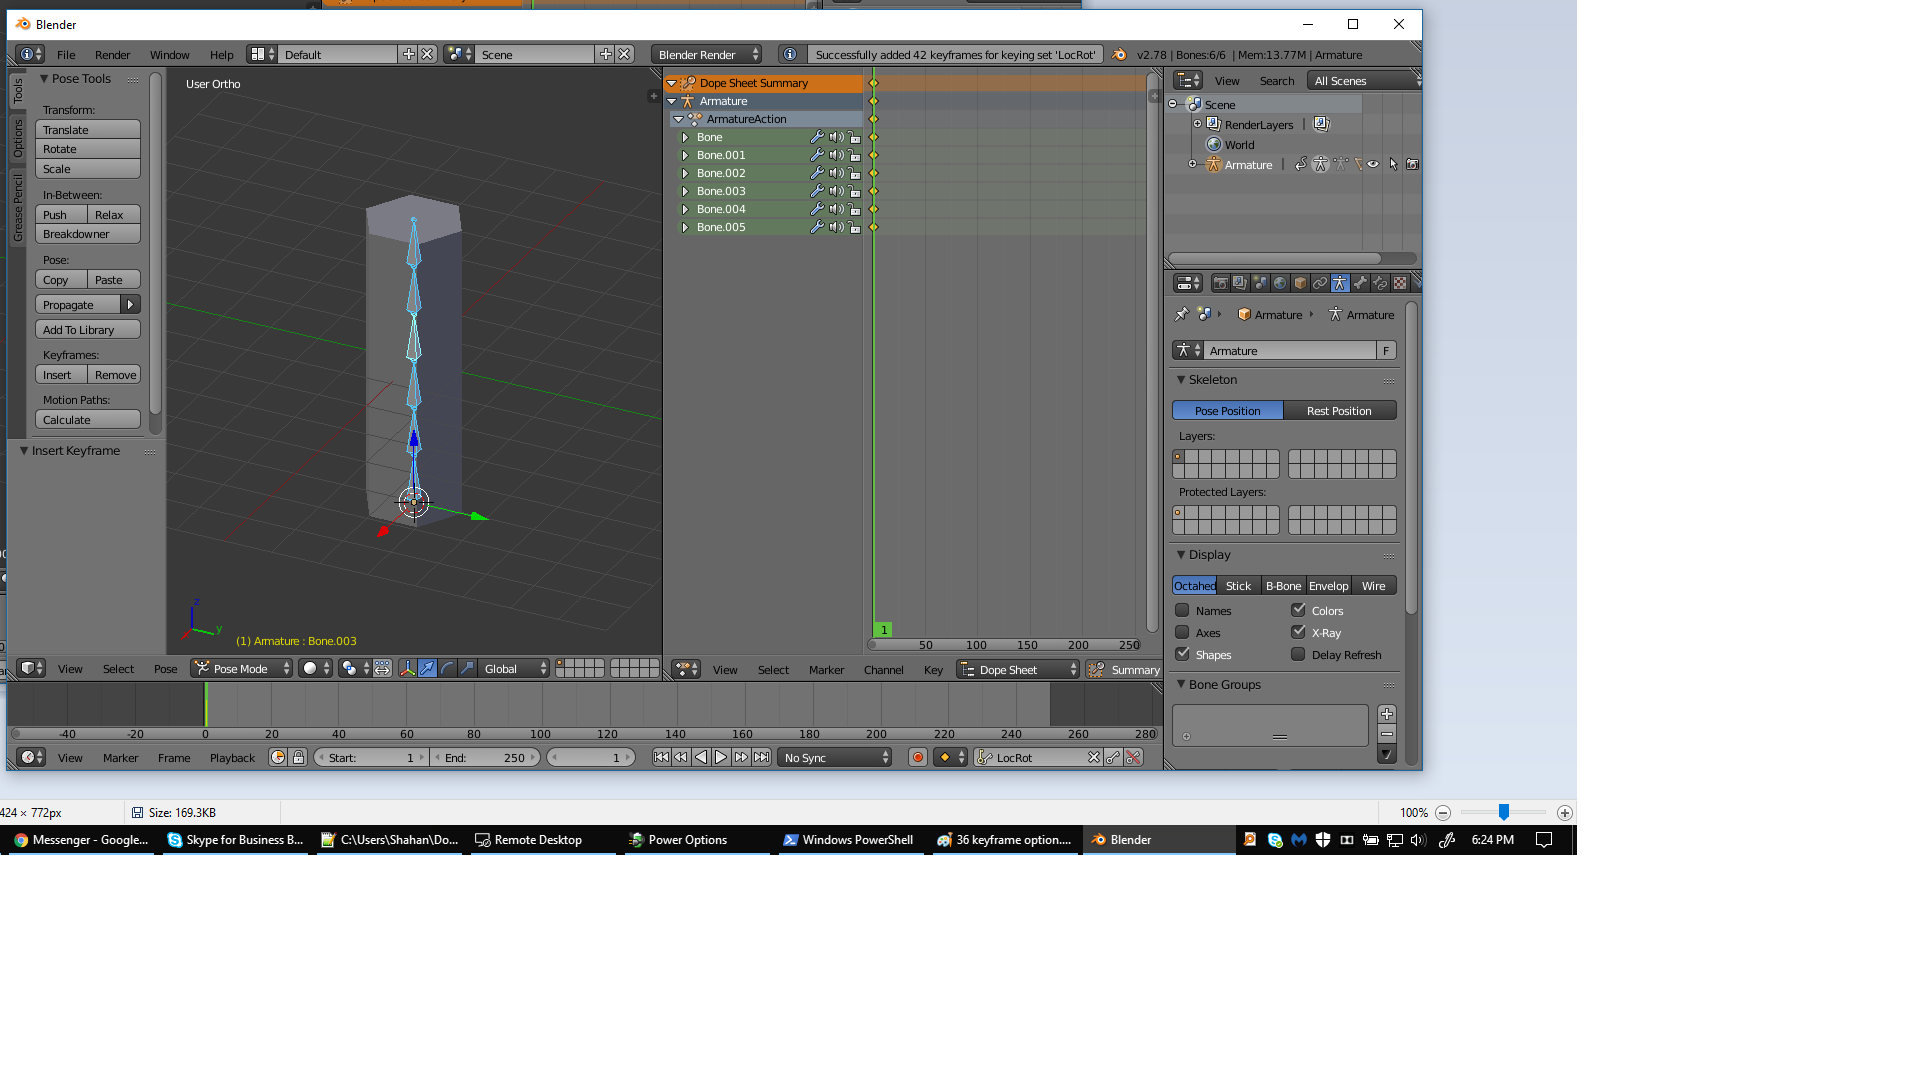 Blender
File Render Window Help Default Scene Blender Render Successfully added 42 keyframes for keying set 'LocRot' v2.78 | Bones:6/6 | Mem:13.77M | Armature
Tools
Options
Grease Pencil
Pose Tools
Transform:
Translate
Rotate
Scale
In-Between:
Push Relax
Breakdowner
Pose:
Copy Paste
Propagate
Add To Library
Keyframes:
Insert Remove
Motion Paths:
Calculate
Insert Keyframe
User Ortho
z
y
(1) Armature : Bone.003
View Select Pose Pose Mode Global
Dope Sheet Summary
Armature
ArmatureAction
Bone
Bone.001
Bone.002
Bone.003
Bone.004
Bone.005
1
50 100 150 200 250
View Select Marker Channel Key Dope Sheet Summary
View Search All Scenes
Scene
RenderLayers |
World
Armature |
Armature Armature
Armature F
Skeleton
Pose Position Rest Position
Layers:
Protected Layers:
Display
Octahed Stick B-Bone Envelop Wire
Names Colors
Axes X-Ray
Shapes Delay Refresh
Bone Groups
-40 -20 0 20 40 60 80 100 120 140 160 180 200 220 240 260 280
View Marker Frame Playback Start: 1 End: 250 1 No Sync LocRot
424 × 772px Size: 169.3KB 100%
Messenger - Google... Skype for Business B... C:\Users\Shahan\Do... Remote Desktop Power Options Windows PowerShell 36 keyframe option.... Blender 6:24 PM